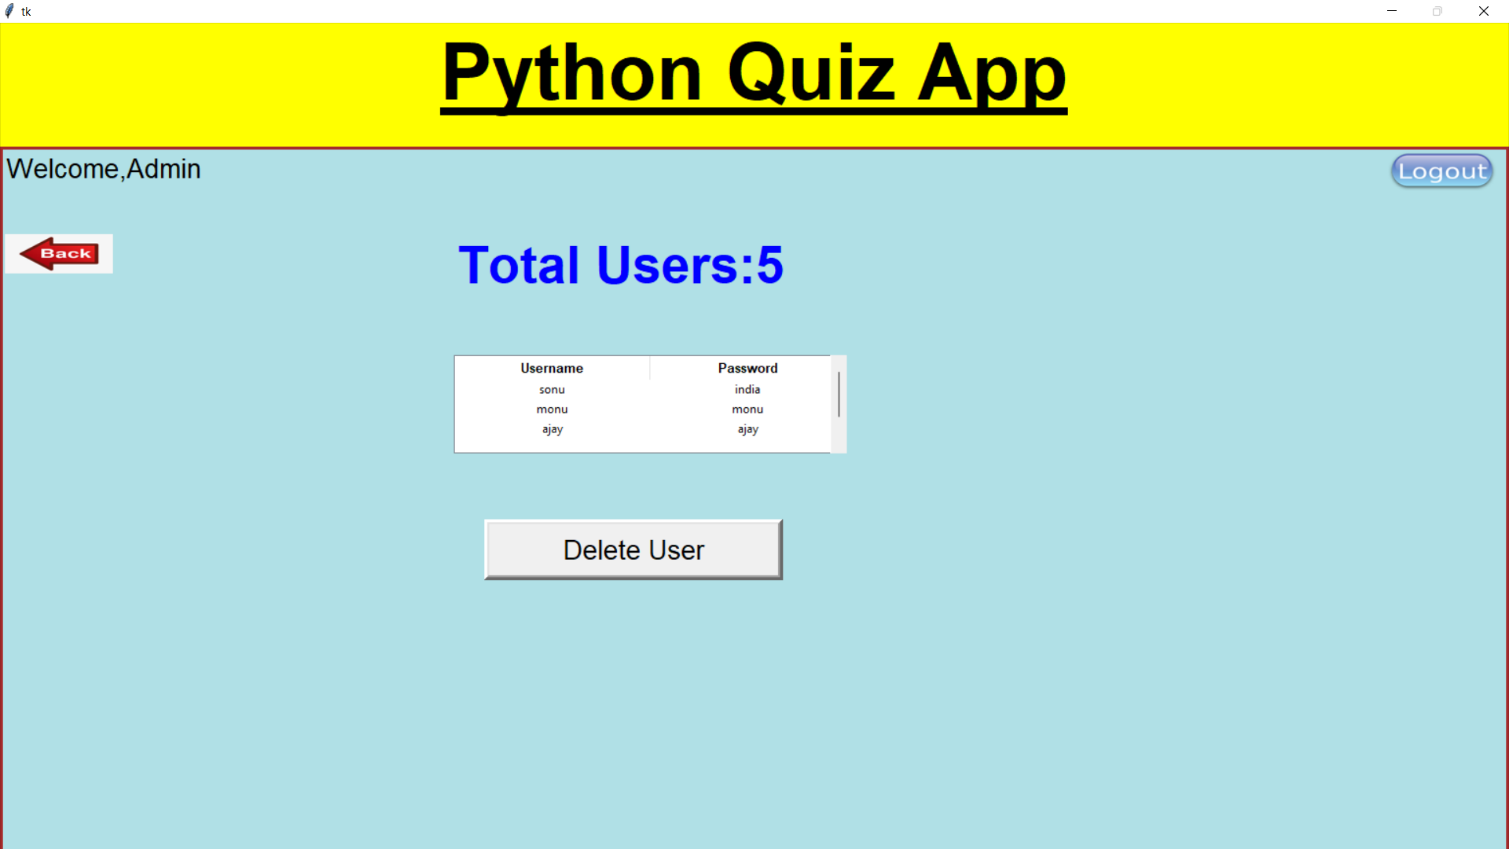 tk
Python Quiz App
Welcome,Admin
Logout
Back
Total Users:5
Username Password
sonu india
monu monu
ajay ajay
Delete User